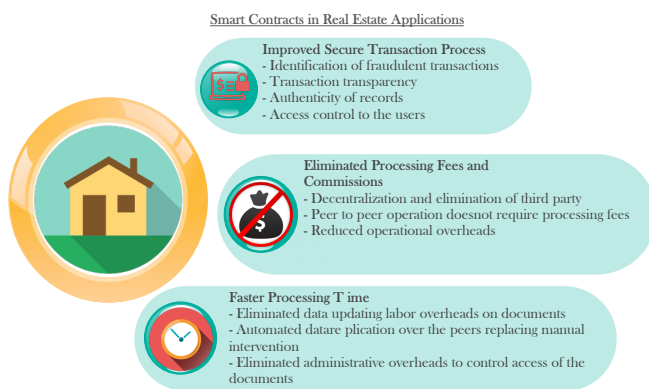 Smart Contracts in Real Estate Applications
Improved Secure Transaction Process
- Identification of fraudulent transactions
- Transaction transparency
- Authenticity of records
- Access control to the users
Eliminated Processing Fees and
Commissions
- Decentralization and elimination of third party
- Peer to peer operation doesnot require processing fees
- Reduced operational overheads
$
$
Faster Processing T ime
- Eliminated data updating labor overheads on documents
- Automated datare plication over the peers replacing manual
intervention
- Eliminated administrative overheads to control access of the
documents